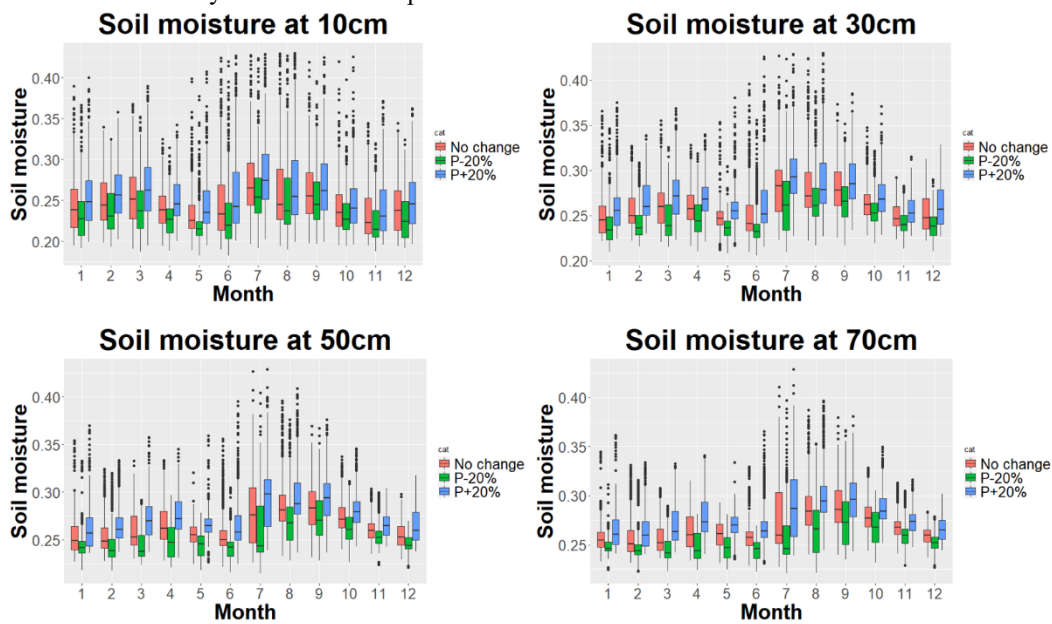 Soil moisture at 10cm
Soil moisture
0.40
0.35
0.30
0.25
0.20
1 2 3 4 5 6 7 8 9 10 11 12
Month
cat
No change
P-20%
P+20%
Soil moisture at 30cm
Soil moisture
0.40
0.35
0.30
0.25
0.20
1 2 3 4 5 6 7 8 9 10 11 12
Month
cat
No change
P-20%
P+20%
Soil moisture at 50cm
Soil moisture
0.40
0.35
0.30
0.25
1 2 3 4 5 6 7 8 9 10 11 12
Month
cat
No change
P-20%
P+20%
Soil moisture at 70cm
Soil moisture
0.40
0.35
0.30
0.25
1 2 3 4 5 6 7 8 9 10 11 12
Month
cat
No change
P-20%
P+20%